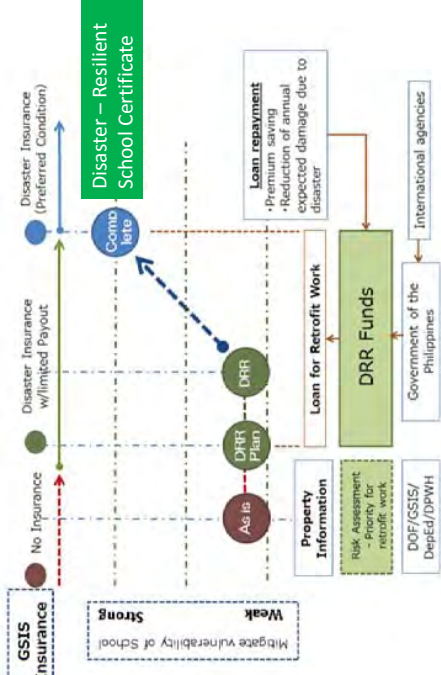 GSIS
Insurance
No Insurance
Disaster Insurance
w/limited Payout
Disaster Insurance
(Preferred Condition)
Disaster – Resilient
School Certificate
Mitigate vulnerability of School
Weak
Strong
As is
DRR
Plan
DRR
Comp
lete
Property
Information
Loan for Retrofit Work
Loan repayment
・Premium saving
・Reduction of annual
expected damage due to
disaster
Risk Assessment
- Priority for
retrofit work
DRR Funds
DOF/GSIS/
DepEd/DPWH
Government of the
Philippines
International agencies